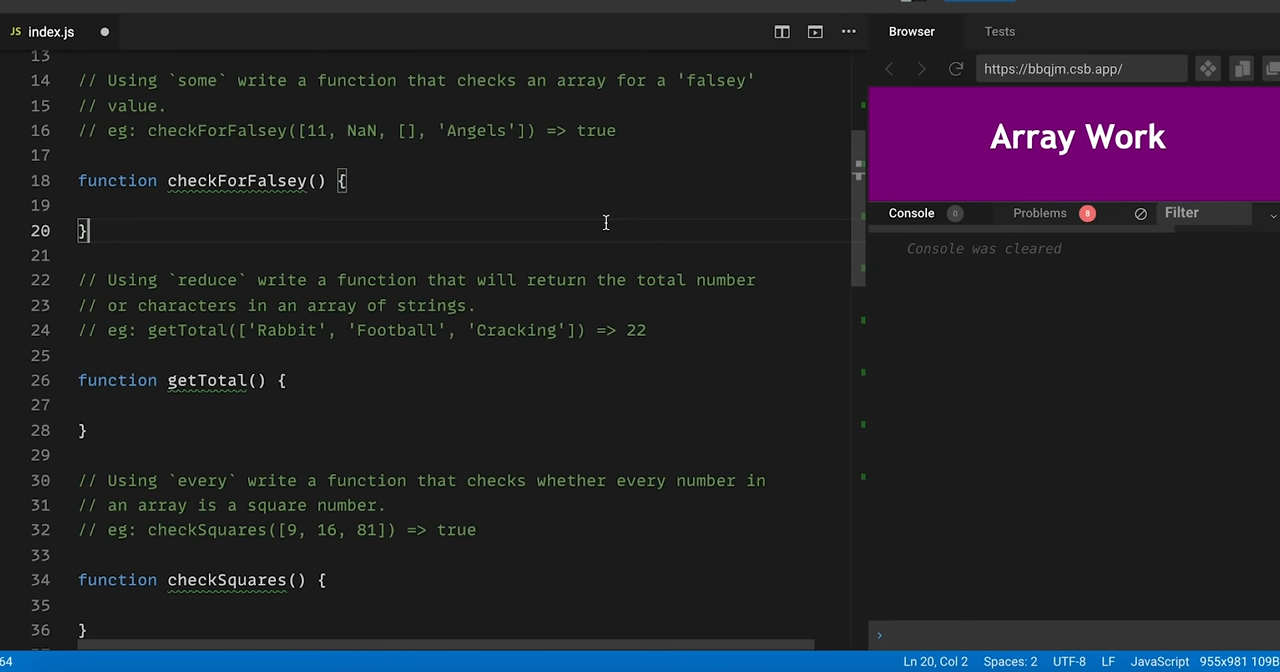 JS index.js
Browser
Tests
https://bbqjm.csb.app/
Array Work
Console 0
Problems 8
Filter
Console was cleared
13
14 // Using `some` write a function that checks an array for a 'falsey'
15 // value.
16 // eg: checkForFalsey([11, NaN, [], 'Angels']) => true
17
18 function checkForFalsey() {
19
20 }
21
22 // Using `reduce` write a function that will return the total number
23 // or characters in an array of strings.
24 // eg: getTotal(['Rabbit', 'Football', 'Cracking']) => 22
25
26 function getTotal() {
27
28 }
29
30 // Using `every` write a function that checks whether every number in
31 // an array is a square number.
32 // eg: checkSquares([9, 16, 81]) => true
33
34 function checkSquares() {
35
36 }
64
Ln 20, Col 2
Spaces: 2
UTF-8
LF
JavaScript
955x981 109B